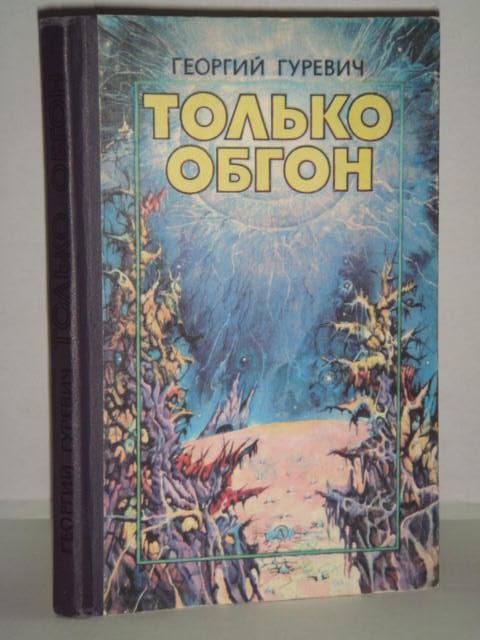 ГЕОРГИЙ ГУРЕВИЧ
ТОЛЬКО
ОБГОН
ГЕОРГИЙ ГУРЕВИЧ ТОЛЬКО ОБГОН